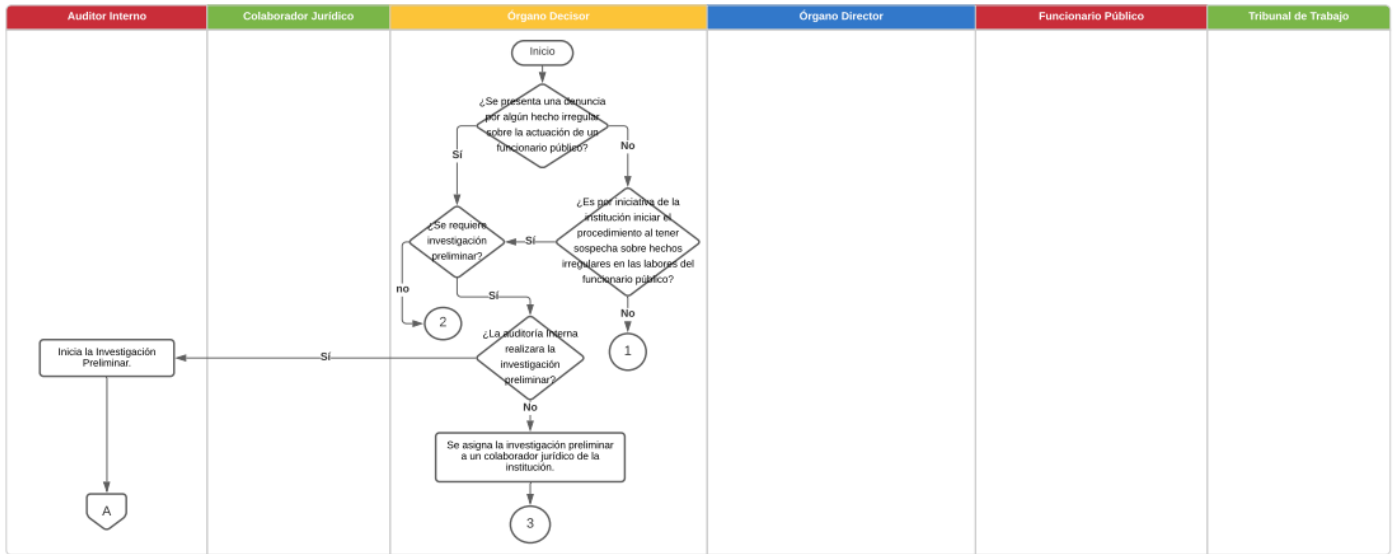 Auditor Interno
Colaborador Jurídico
Órgano Decisor
Órgano Director
Funcionario Público
Tribunal de Trabajo
Inicio
¿Se presenta una denuncia
por algún hecho irregular
sobre la actuación de un
funcionario público?
Sí
No
¿Es por iniciativa de la
institución iniciar el
procedimiento al tener
sospecha sobre hechos
irregulares en las labores del
funcionario público?
Sí
¿Se requiere
investigación
preliminar?
no
Sí
No
2
1
¿La auditoría Interna
realizara la
investigación
preliminar?
Sí
Inicia la Investigación
Preliminar.
No
Se asigna la investigación preliminar
a un colaborador jurídico de la
institución.
A
3